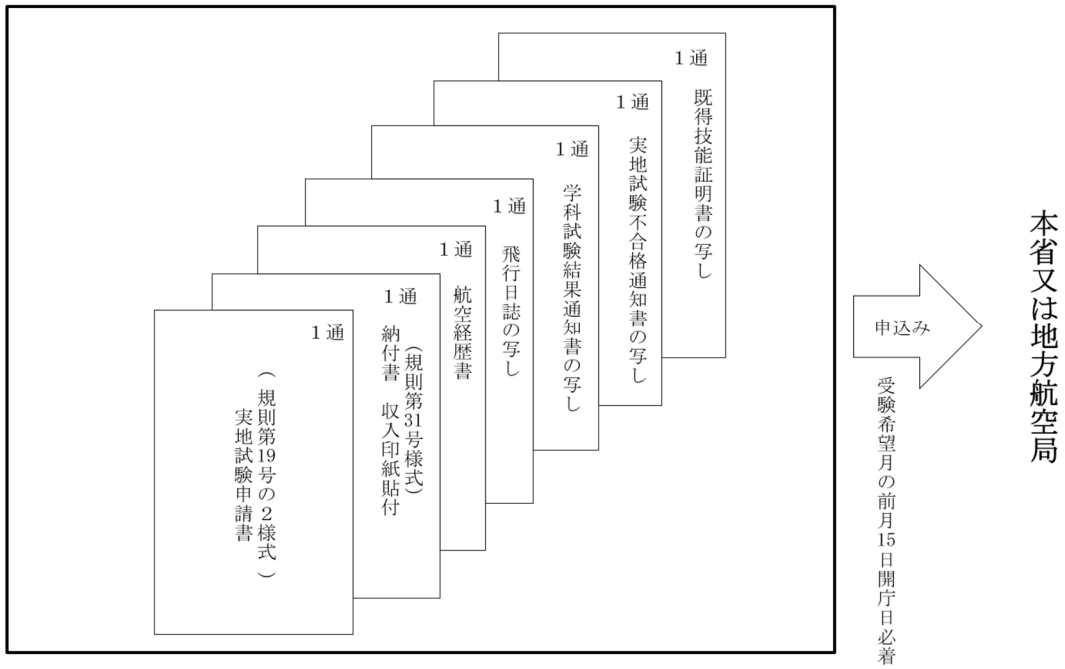 1通
実地試験申請書
(規則第19号の2様式)
1通
納付書 収入印紙貼付
(規則第31号様式)
1通
航空経歴書
1通
飛行日誌の写し
1通
学科試験結果通知書の写し
1通
実地試験不合格通知書の写し
1通
既得技能証明書の写し
申込み
受験希望月の前月15日開庁日必着
本省又は地方航空局